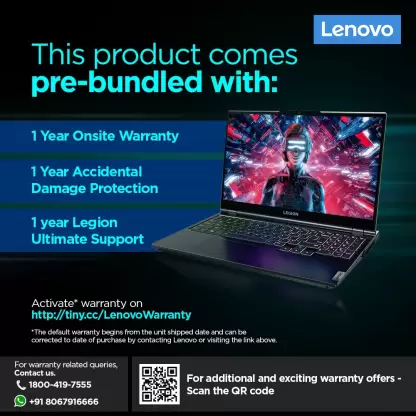 Lenovo
This product comes
pre-bundled with:
1 Year Onsite Warranty
1 Year Accidental
Damage Protection
1 year Legion
Ultimate Support
LEGION
Activate* warranty on
http://tiny.cc/LenovoWarranty
*The default warranty begins from the unit shipped date and can be
corrected to date of purchase by contacting Lenovo or visiting the link above.
For warranty related queries,
Contact us.
1800-419-7555
+91 8067916666
For additional and exciting warranty offers -
Scan the QR code